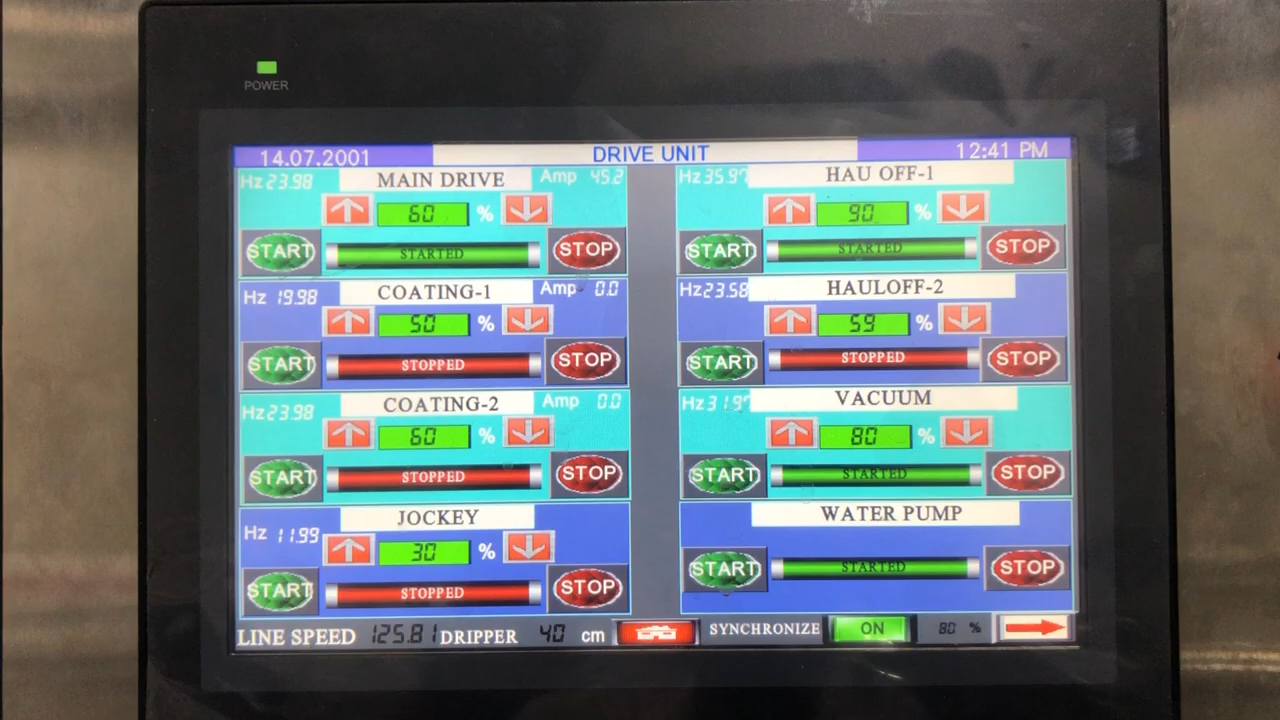 POWER
14.07.2001 DRIVE UNIT 12:41 PM
Hz 23.98 MAIN DRIVE Amp 45.2
60 %
START STARTED STOP
Hz 19.98 COATING-1 Amp 0.0
50 %
START STOPPED STOP
Hz 23.98 COATING-2 Amp 0.0
60 %
START STOPPED STOP
Hz 11.99 JOCKEY
30 %
START STOPPED STOP
Hz 35.97 HAU OFF-1
90 %
START STARTED STOP
Hz 23.58 HAULOFF-2
59 %
START STOPPED STOP
Hz 31.97 VACUUM
80 %
START STARTED STOP
WATER PUMP
START STARTED STOP
LINE SPEED 125.81 DRIPPER 40 cm SYNCHRONIZE ON 80 %